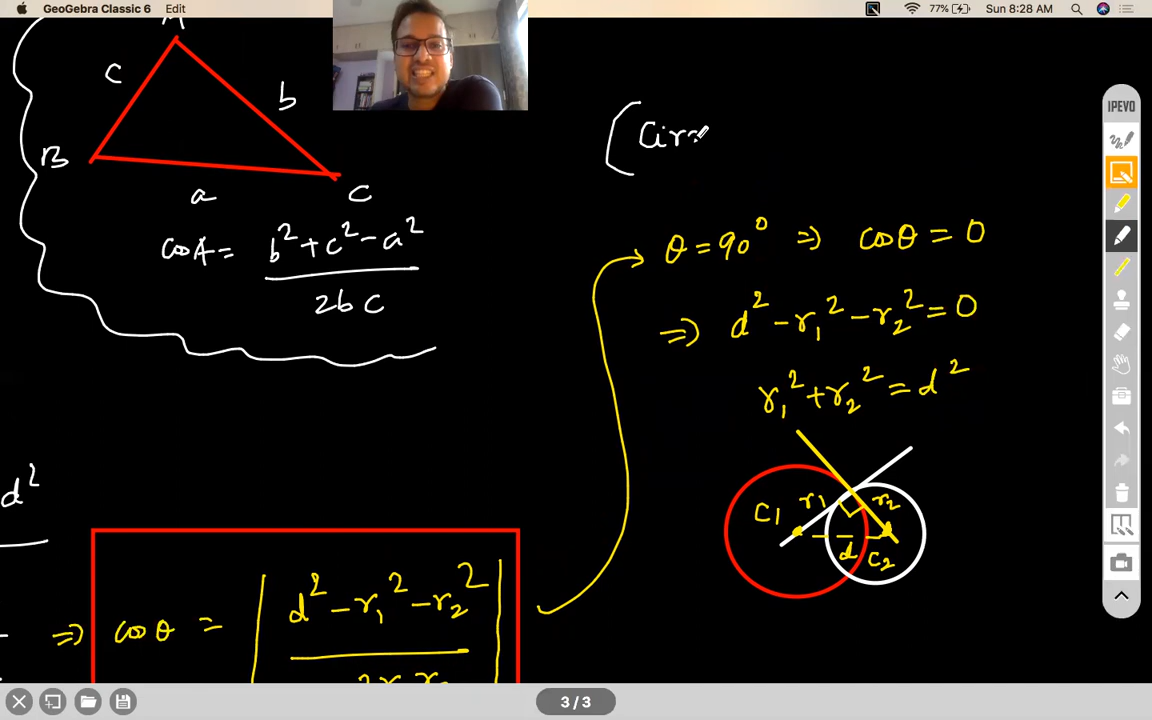 GeoGebra Classic 6 Edit
77% Sun 8:28 AM
IPEVO
c
b
B
a
C
cosA = b²+c²-a² / 2bc
(Cir
θ = 90° ⇒ cosθ = 0
⇒ d² - r₁² - r₂² = 0
r₁² + r₂² = d²
C₁ r₁ r₂
d C₂
d²
⇒ cosθ = | d² - r₁² - r₂²
3 / 3